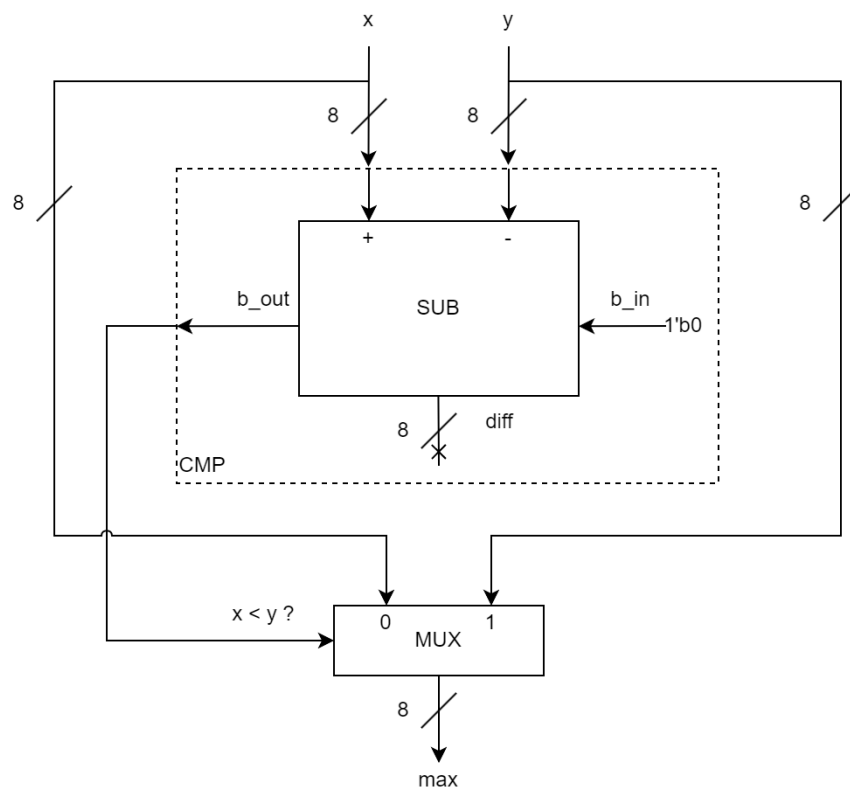 x
y
8
8
8
8
+
-
b_out
SUB
b_in
1'b0
8
diff
CMP
x < y ?
0
1
MUX
8
max